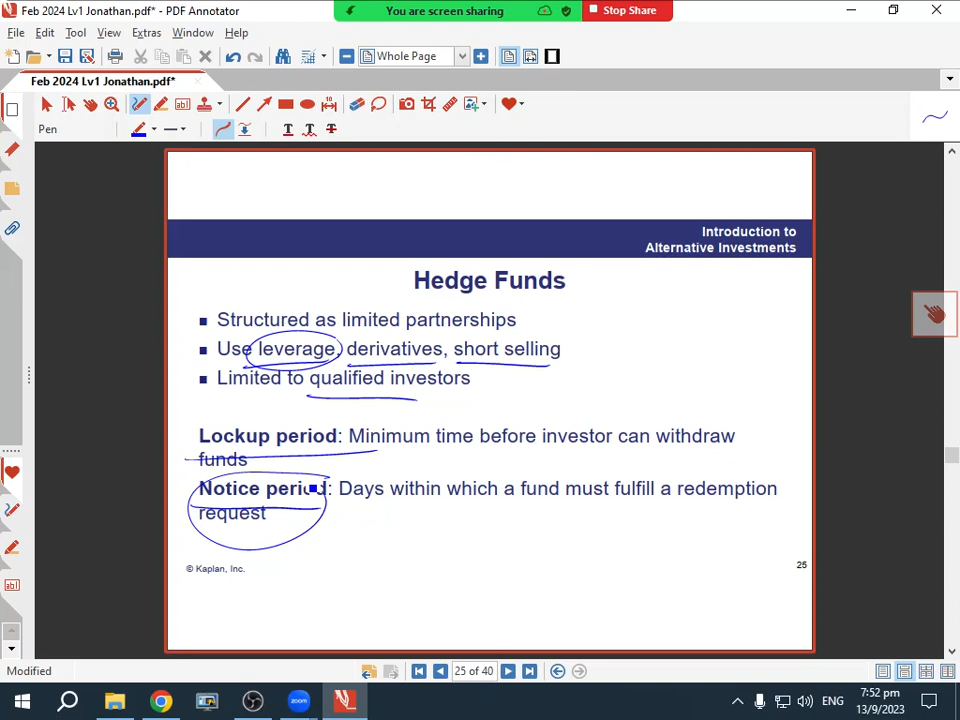 Feb 2024 Lv1 Jonathan.pdf* - PDF Annotator
You are screen sharing
Stop Share
File Edit Tool View Extras Window Help
Whole Page
Feb 2024 Lv1 Jonathan.pdf*
Pen
Introduction to
Alternative Investments
Hedge Funds
Structured as limited partnerships
Use leverage, derivatives, short selling
Limited to qualified investors
Lockup period: Minimum time before investor can withdraw
funds
Notice period: Days within which a fund must fulfill a redemption
request
© Kaplan, Inc.
25
Modified
25 of 40
zoom
ENG
7:52 pm
13/9/2023